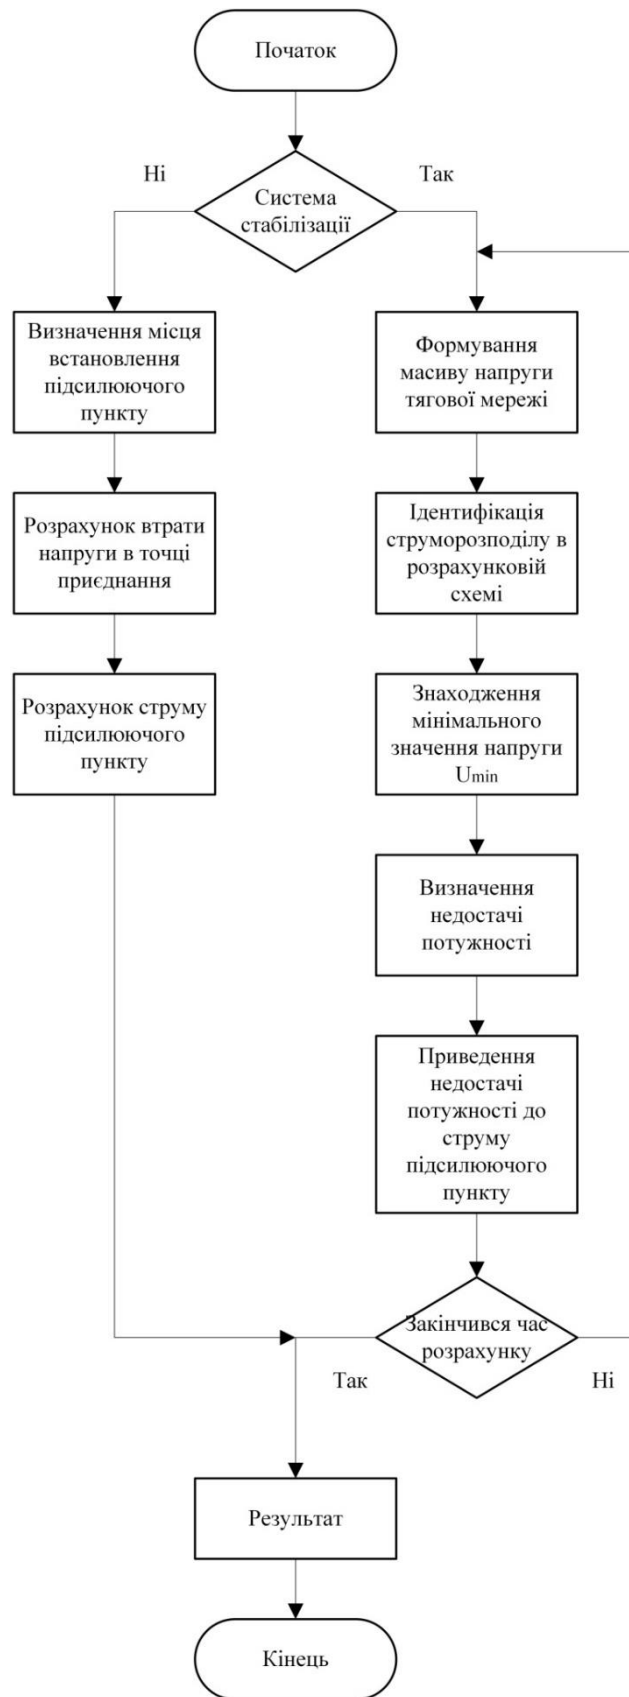 Початок
Ні
Так
Система
стабілізації
Визначення місця
встановлення
підсилюючого
пункту
Розрахунок втрати
напруги в точці
приєднання
Розрахунок струму
підсилюючого
пункту
Формування
масиву напруги
тягової мережі
Ідентифікація
струморозподілу в
розрахунковій
схемі
Знаходження
мінімального
значення напруги
Umin
Визначення
недостачі
потужності
Приведення
недостачі
потужності до
струму
підсилюючого
пункту
Закінчився час
розрахунку
Так
Ні
Результат
Кінець